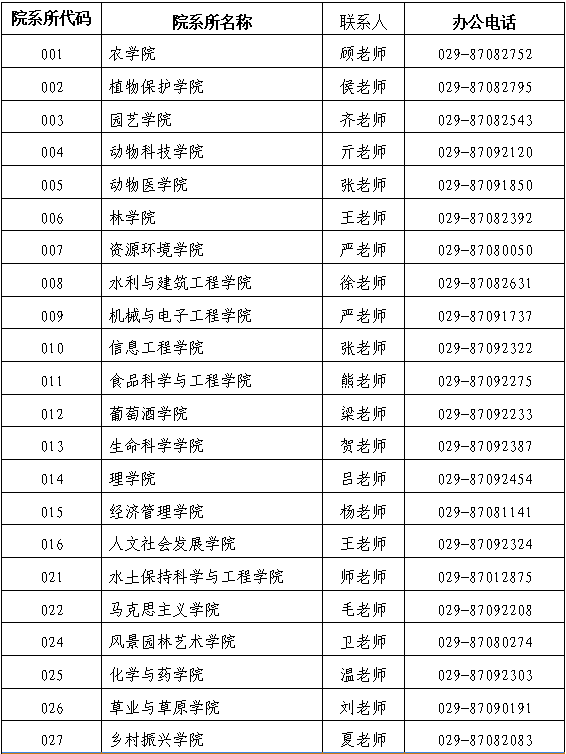 院系所代码 院系所名称 联系人 办公电话
001 农学院 顾老师 029-87082752
002 植物保护学院 侯老师 029-87082795
003 园艺学院 齐老师 029-87082543
004 动物科技学院 亓老师 029-87092120
005 动物医学院 张老师 029-87091850
006 林学院 王老师 029-87082392
007 资源环境学院 严老师 029-87080050
008 水利与建筑工程学院 徐老师 029-87082631
009 机械与电子工程学院 严老师 029-87091737
010 信息工程学院 张老师 029-87092322
011 食品科学与工程学院 熊老师 029-87092275
012 葡萄酒学院 梁老师 029-87092233
013 生命科学学院 贺老师 029-87092387
014 理学院 吕老师 029-87092454
015 经济管理学院 杨老师 029-87081141
016 人文社会发展学院 王老师 029-87092324
021 水土保持科学与工程学院 师老师 029-87012875
022 马克思主义学院 毛老师 029-87092208
024 风景园林艺术学院 卫老师 029-87080274
025 化学与药学院 温老师 029-87092303
026 草业与草原学院 刘老师 029-87090191
027 乡村振兴学院 夏老师 029-87082083